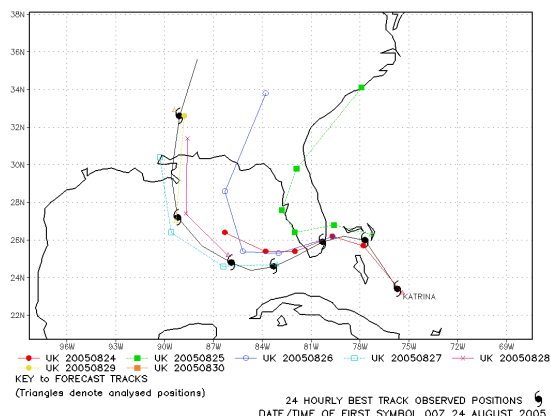 38N
36N
34N
32N
30N
28N
26N
24N
22N
KATRINA
96W 93W 90W 87W 84W 81W 78W 75W 72W 69W
UK 20050824 UK 20050825 UK 20050826 UK 20050827 UK 20050828
UK 20050829 UK 20050830
KEY to FORECAST TRACKS
(Triangles denote analysed positions)
24 HOURLY BEST TRACK OBSERVED POSITIONS
DATE/TIME OF FIRST SYMBOL 00Z 24 AUGUST 2005